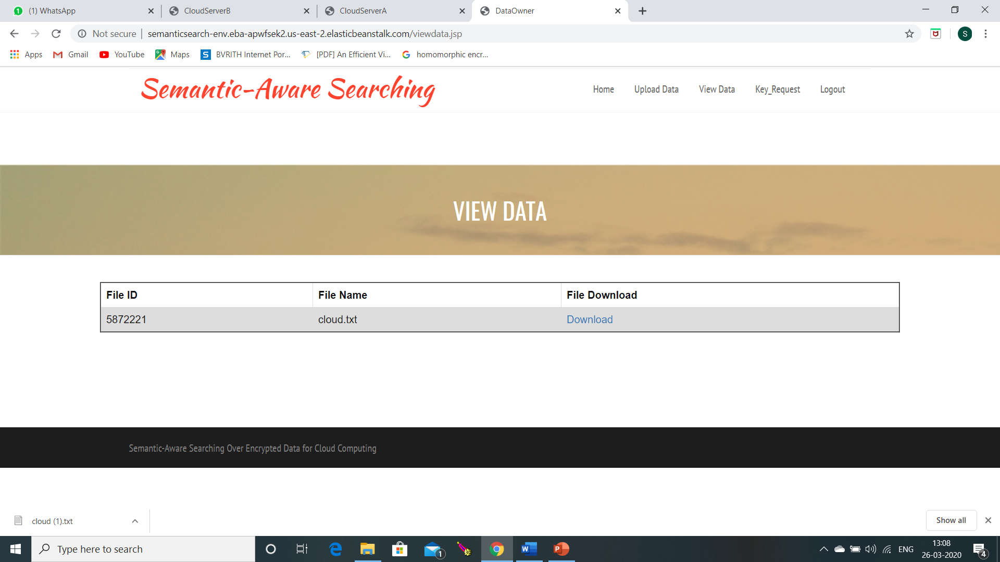 (1) WhatsApp
CloudServerB
CloudServerA
DataOwner
Not secure | semanticsearch-env.eba-apwfsek2.us-east-2.elasticbeanstalk.com/viewdata.jsp
S
Apps
Gmail
YouTube
Maps
S
BVRITH Internet Por...
[PDF] An Efficient Vi...
homomorphic encr...
Semantic-Aware Searching
Home
Upload Data
View Data
Key_Request
Logout
VIEW DATA
File ID
File Name
File Download
5872221
cloud.txt
Download
Semantic-Aware Searching Over Encrypted Data for Cloud Computing
cloud (1).txt
Show all
Type here to search
1
ENG
13:08
26-03-2020
4